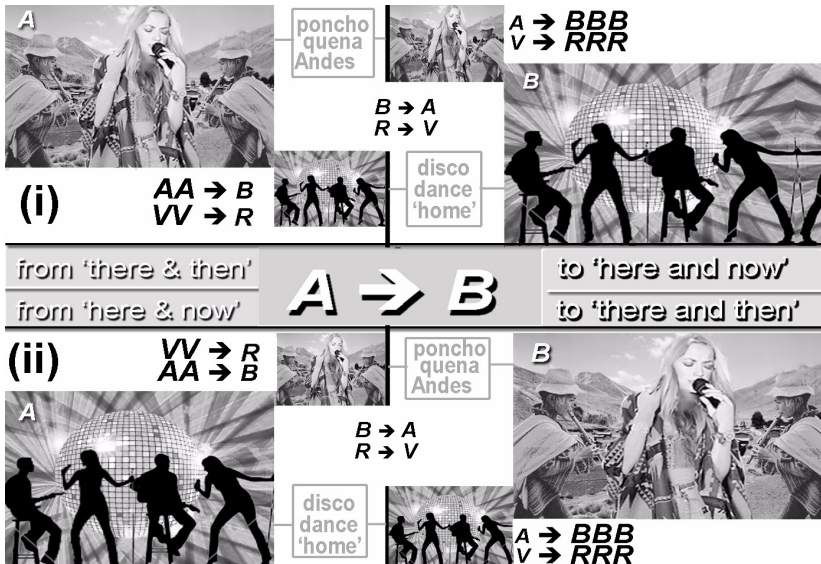 A
poncho
quena
Andes
A → BBB
V → RRR
B
B → A
R → V
disco
dance
‘home’
(i)
AA → B
VV → R
from ‘there & then’
from ‘here & now’
A → B
to ‘here and now’
to ‘there and then’
(ii)
VV → R
AA → B
poncho
quena
Andes
B
A
B → A
R → V
disco
dance
‘home’
A → BBB
V → RRR